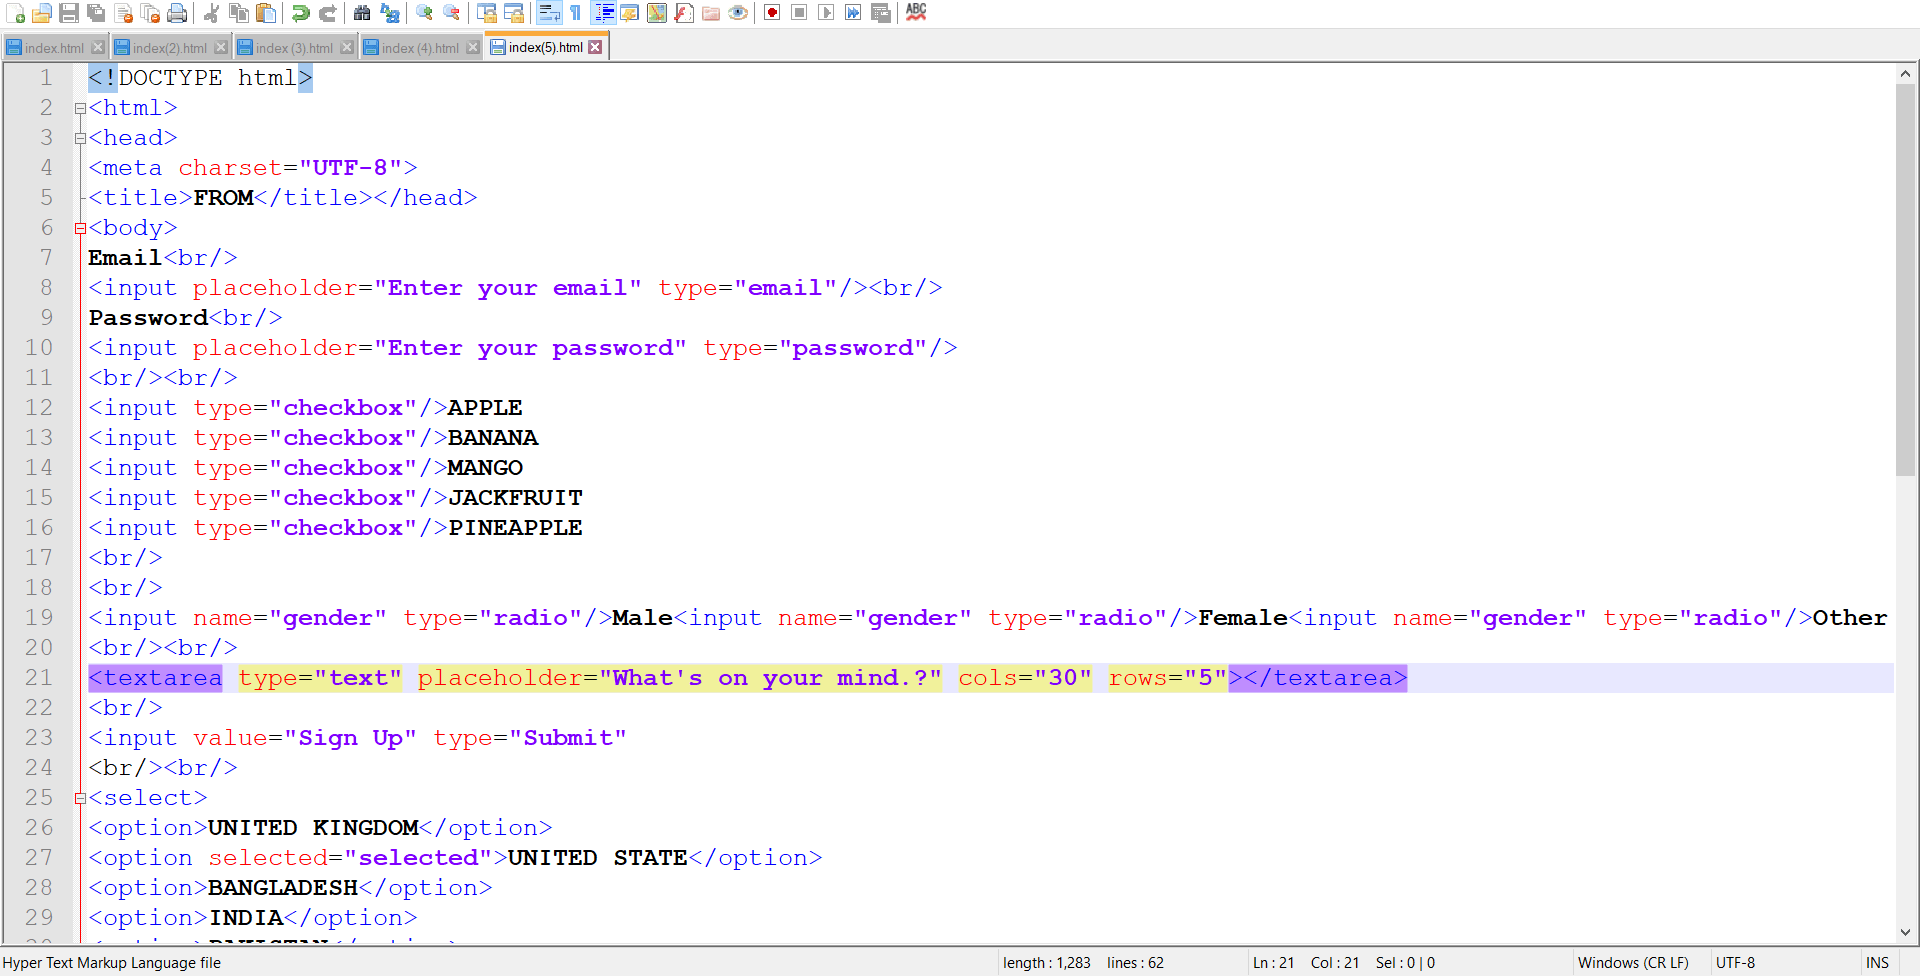 ABC
index.html index(2).html index (3).html index (4).html index(5).html
1 <!DOCTYPE html>
2 <html>
3 <head>
4 <meta charset="UTF-8">
5 <title>FROM</title></head>
6 <body>
7 Email<br/>
8 <input placeholder="Enter your email" type="email"/><br/>
9 Password<br/>
10 <input placeholder="Enter your password" type="password"/>
11 <br/><br/>
12 <input type="checkbox"/>APPLE
13 <input type="checkbox"/>BANANA
14 <input type="checkbox"/>MANGO
15 <input type="checkbox"/>JACKFRUIT
16 <input type="checkbox"/>PINEAPPLE
17 <br/>
18 <br/>
19 <input name="gender" type="radio"/>Male<input name="gender" type="radio"/>Female<input name="gender" type="radio"/>Other
20 <br/><br/>
21 <textarea type="text" placeholder="What's on your mind.?" cols="30" rows="5"></textarea>
22 <br/>
23 <input value="Sign Up" type="Submit"
24 <br/><br/>
25 <select>
26 <option>UNITED KINGDOM</option>
27 <option selected="selected">UNITED STATE</option>
28 <option>BANGLADESH</option>
29 <option>INDIA</option>
Hyper Text Markup Language file length : 1,283 lines : 62 Ln : 21 Col : 21 Sel : 0 | 0 Windows (CR LF) UTF-8 INS